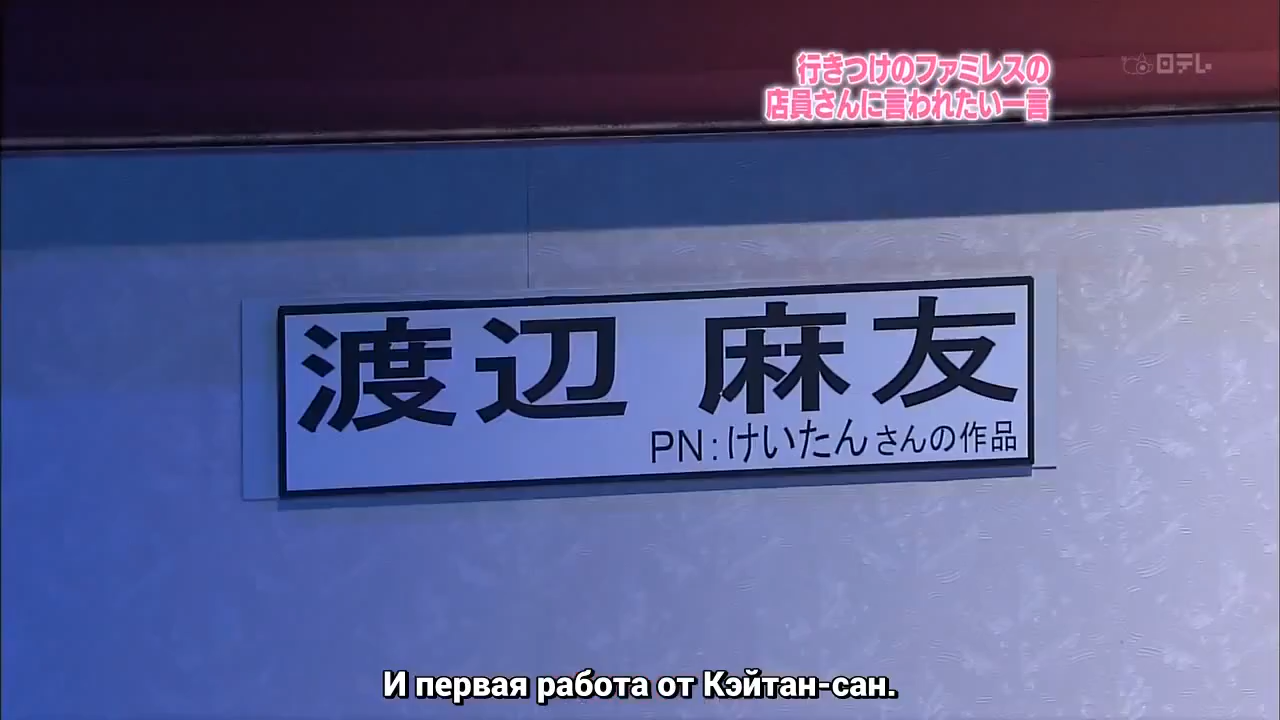 行きつけのファミレスの
店員さんに言われたい一言
日テレ
渡辺 麻友
PN:けいたんさんの作品
И первая работа от Кэйтан-сан.